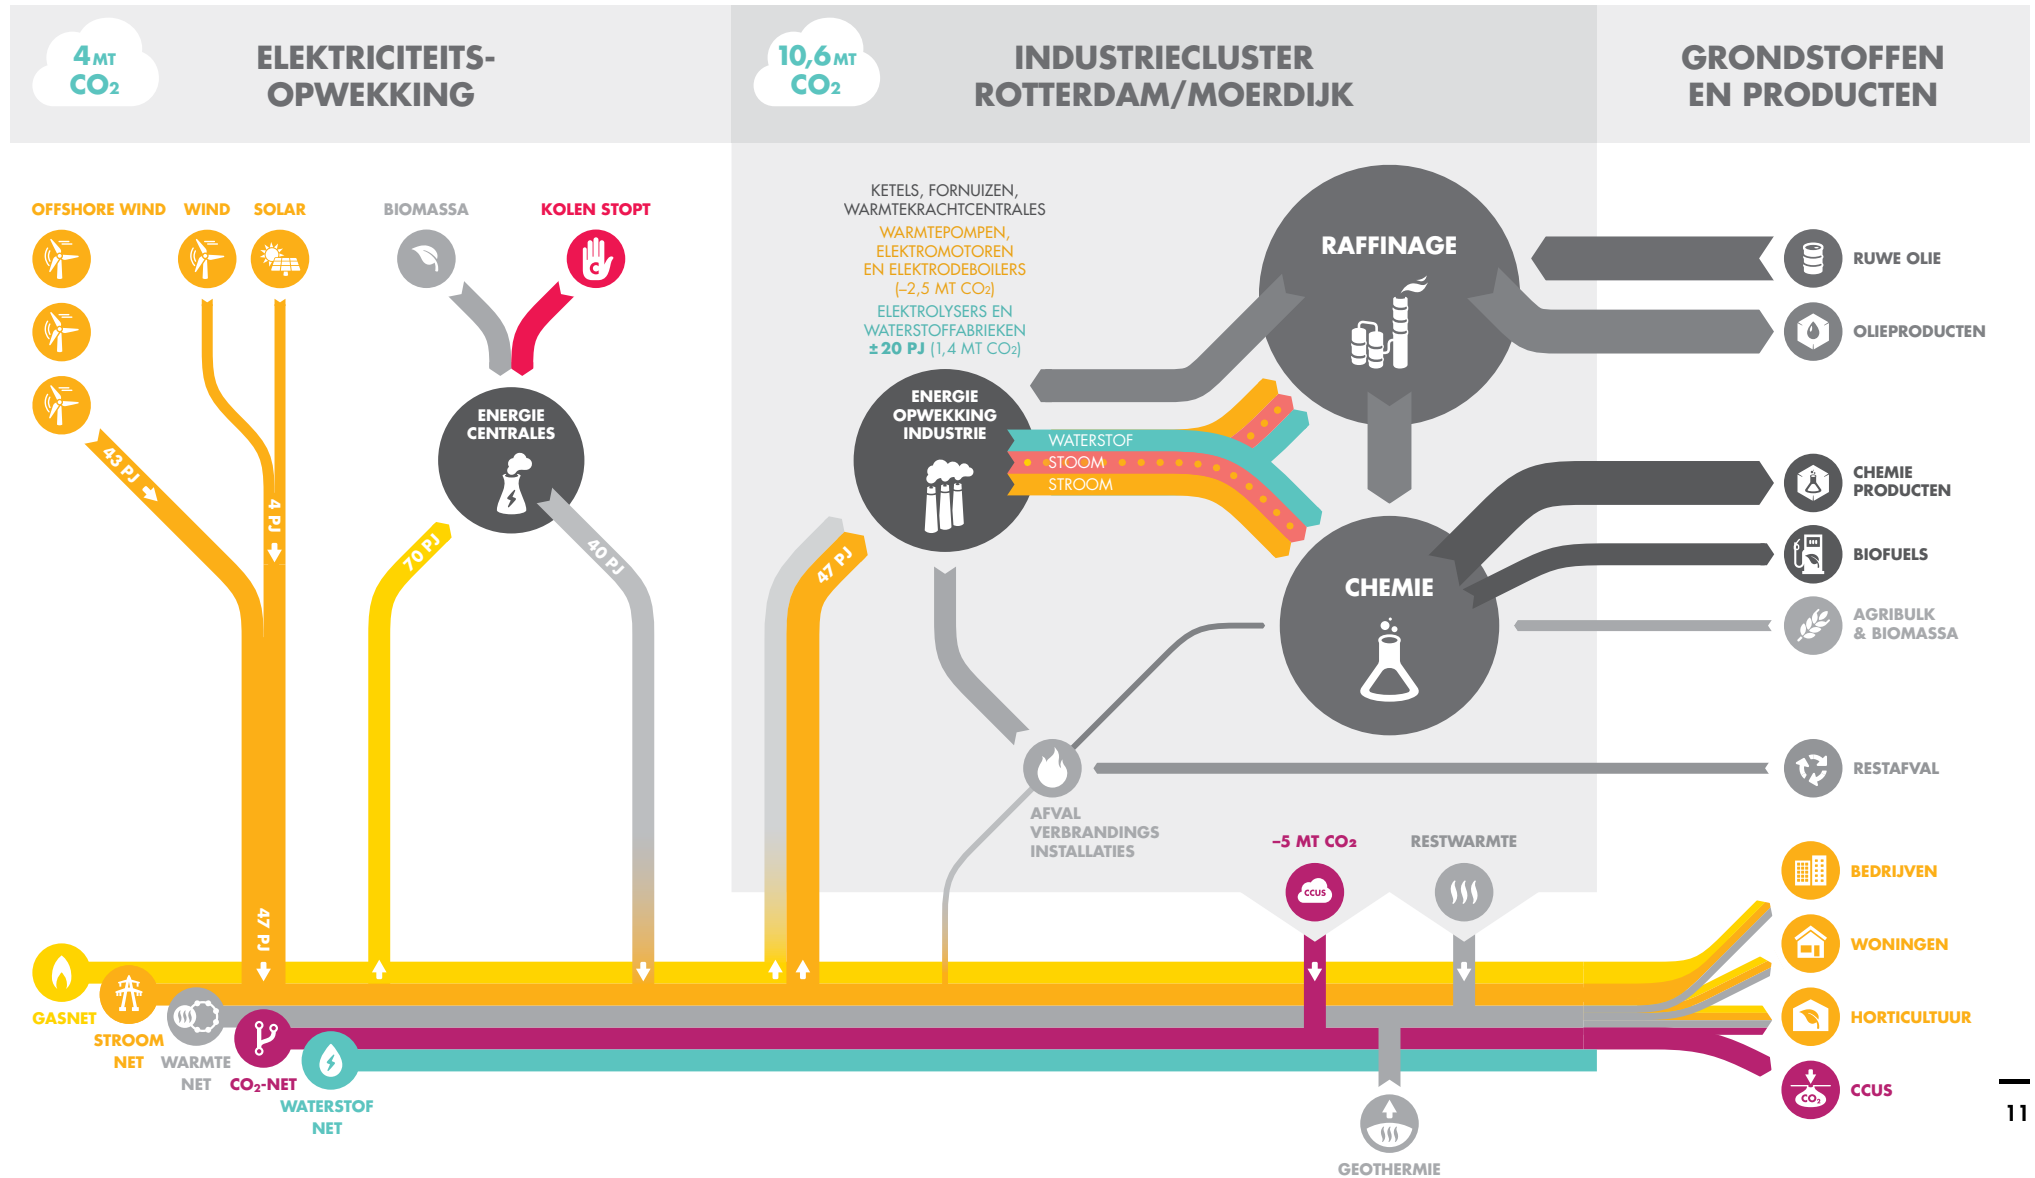 4 MT
CO₂
ELEKTRICITEITS-
OPWEKKING
10,6 MT
CO₂
INDUSTRIECLUSTER
ROTTERDAM/MOERDIJK
GRONDSTOFFEN
EN PRODUCTEN
OFFSHORE WIND
WIND
SOLAR
BIOMASSA
KOLEN STOPT
C
43 PJ
4 PJ
47 PJ
ENERGIE
CENTRALES
70 PJ
40 PJ
KETELS, FORNUIZEN,
WARMTEKRACHTCENTRALES
WARMTEPOMPEN,
ELEKTROMOTOREN
EN ELEKTRODEBOILERS
(–2,5 MT CO₂)
ELEKTROLYSERS EN
WATERSTOFFABRIEKEN
±20 PJ (1,4 MT CO₂)
ENERGIE
OPWEKKING
INDUSTRIE
47 PJ
WATERSTOF
STOOM
STROOM
RAFFINAGE
CHEMIE
AFVAL
VERBRANDINGS
INSTALLATIES
–5 MT CO₂
CCUS
RESTWARMTE
RUWE OLIE
OLIEPRODUCTEN
CHEMIE
PRODUCTEN
BIOFUELS
AGRIBULK
& BIOMASSA
RESTAFVAL
BEDRIJVEN
WONINGEN
HORTICULTUUR
CO₂
CCUS
GASNET
STROOM
NET
WARMTE
NET
CO₂-NET
WATERSTOF
NET
GEOTHERMIE
11